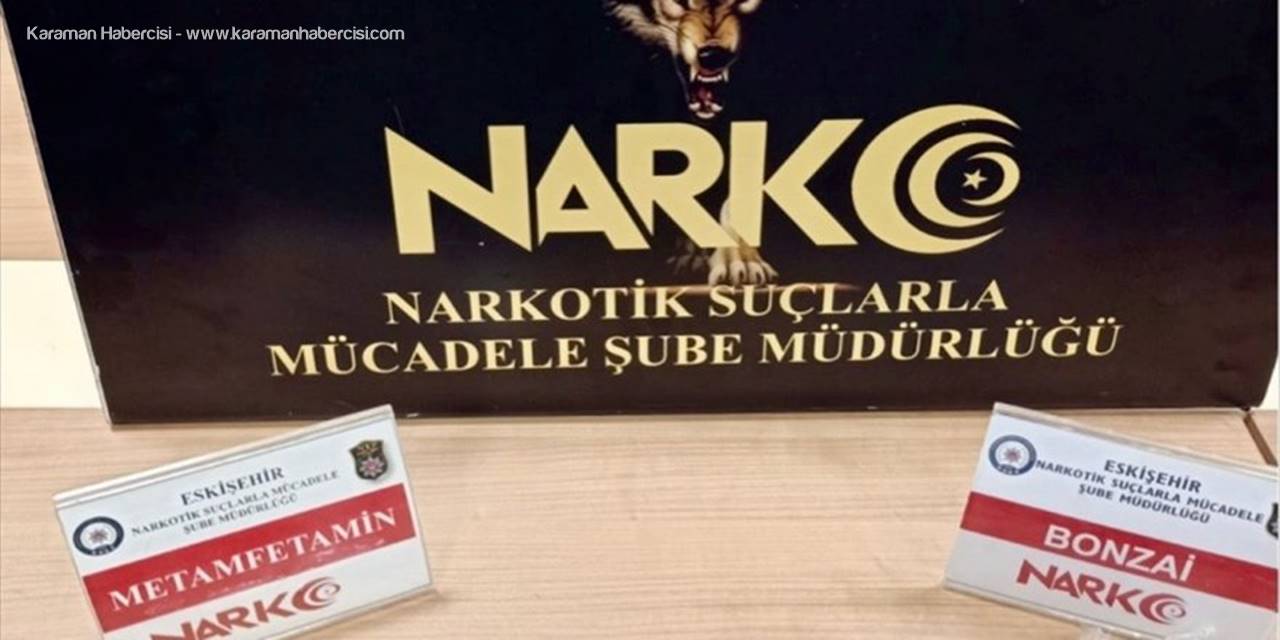 Karaman Habercisi - www.karamanhabercisi.com
NARKO
NARKOTİK SUÇLARLA
MÜCADELE ŞUBE MÜDÜRLÜĞÜ
ESKİŞEHİR
NARKOTİK SUÇLARLA MÜCADELE
ŞUBE MÜDÜRLÜĞÜ
METAMFETAMİN
NARKO
ESKİŞEHİR
NARKOTİK SUÇLARLA MÜCADELE
ŞUBE MÜDÜRLÜĞÜ
BONZAİ
NARKO